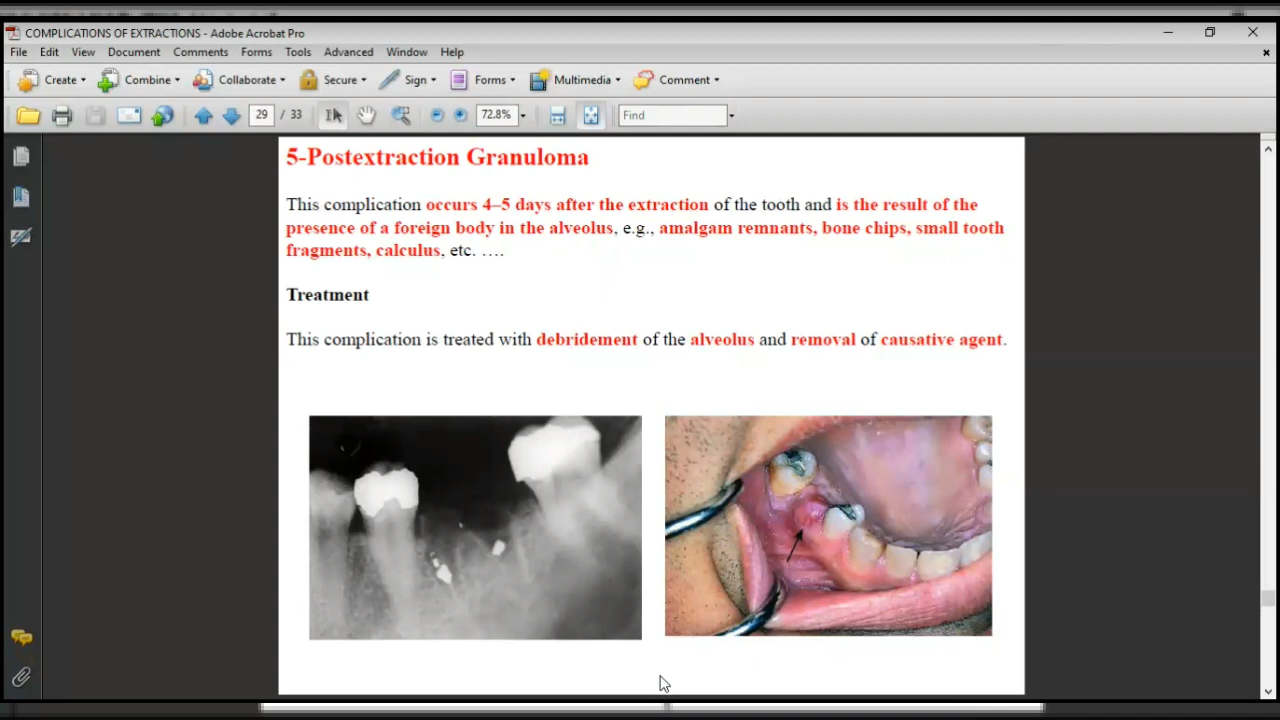 COMPLICATIONS OF EXTRACTIONS - Adobe Acrobat Pro
File Edit View Document Comments Forms Tools Advanced Window Help
Create Combine Collaborate Secure Sign Forms Multimedia Comment
29 / 33 72.8% Find
5-Postextraction Granuloma
This complication occurs 4–5 days after the extraction of the tooth and is the result of the
presence of a foreign body in the alveolus, e.g., amalgam remnants, bone chips, small tooth
fragments, calculus, etc. ….
Treatment
This complication is treated with debridement of the alveolus and removal of causative agent.